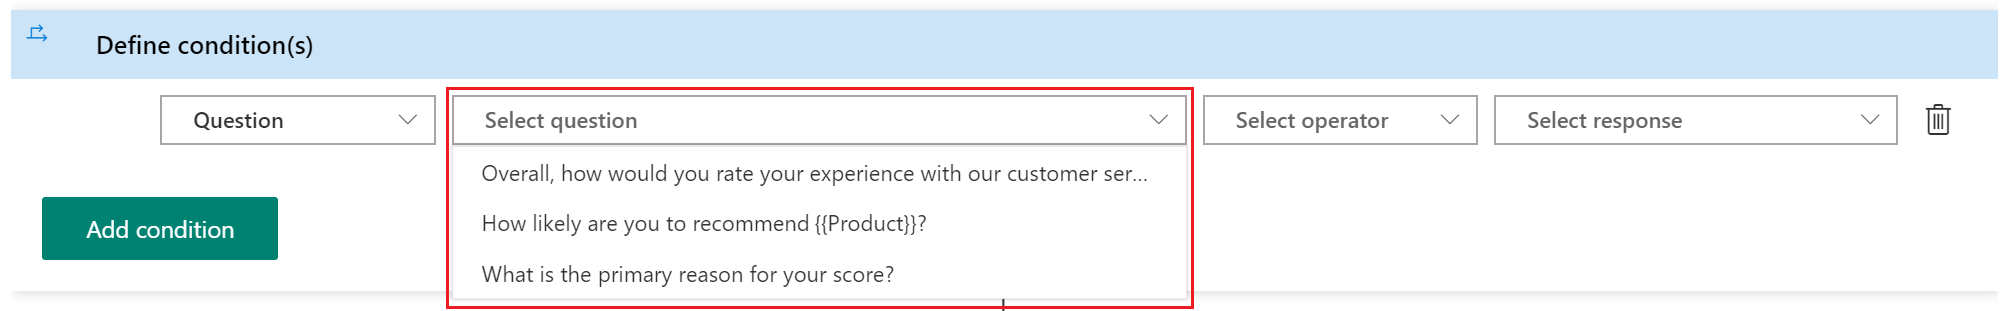 Define condition(s)
Question
Select question
Select operator
Select response
Overall, how would you rate your experience with our customer ser...
How likely are you to recommend {{Product}}?
What is the primary reason for your score?
Add condition